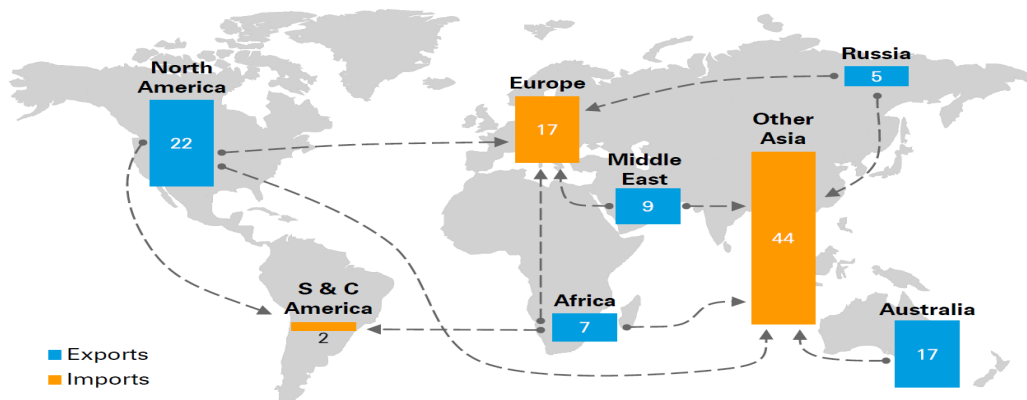 North
America
22
Europe
17
Russia
5
Other
Asia
44
Middle
East
9
S & C
America
2
Africa
7
Australia
17
Exports
Imports